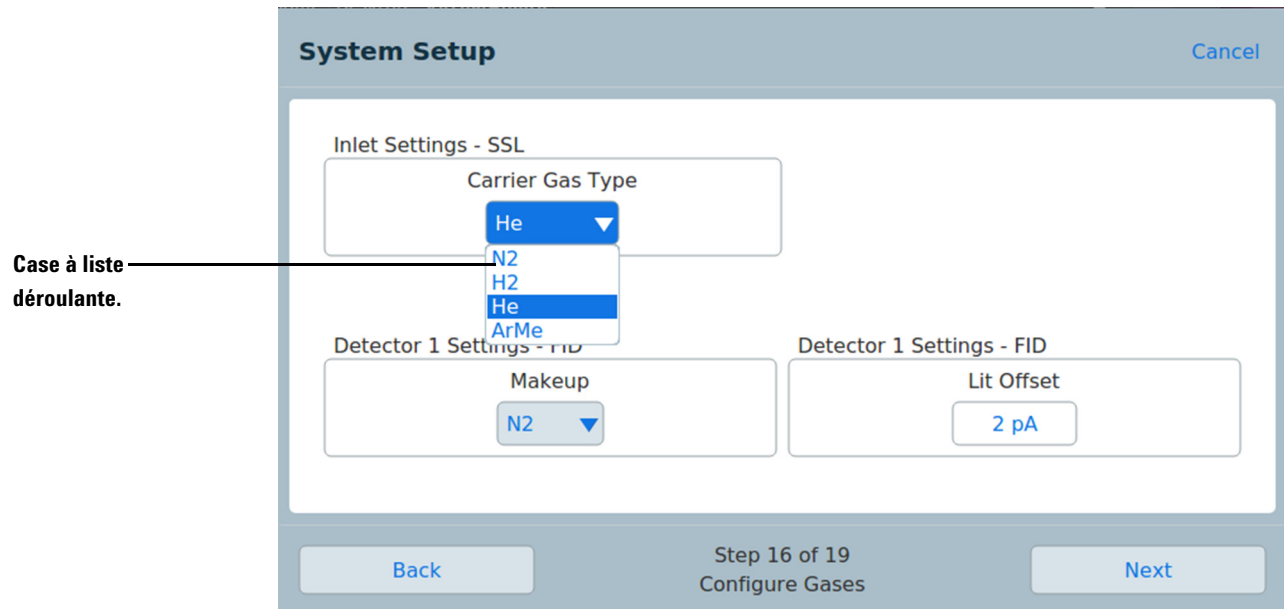 System Setup
Cancel
Inlet Settings - SSL
Carrier Gas Type
He
N2
H2
He
ArMe
Case à liste
déroulante.
Detector 1 Settings - FID
Makeup
N2
Detector 1 Settings - FID
Lit Offset
2 pA
Back
Step 16 of 19
Configure Gases
Next